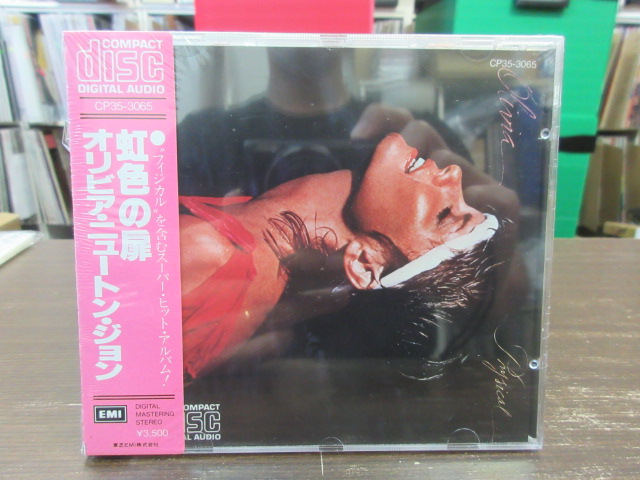 COMPACT
disc
DIGITAL AUDIO
CP35-3065
虹色の扉
オリビア・ニュートン・ジョン
●“フィジカル”を含むスーパー・ヒット・アルバム!
EMI
DIGITAL
MASTERING
STEREO
¥3,500
東芝EMI株式会社
CP35-3065
Olivia
Physical
COMPACT
disc
DIGITAL AUDIO